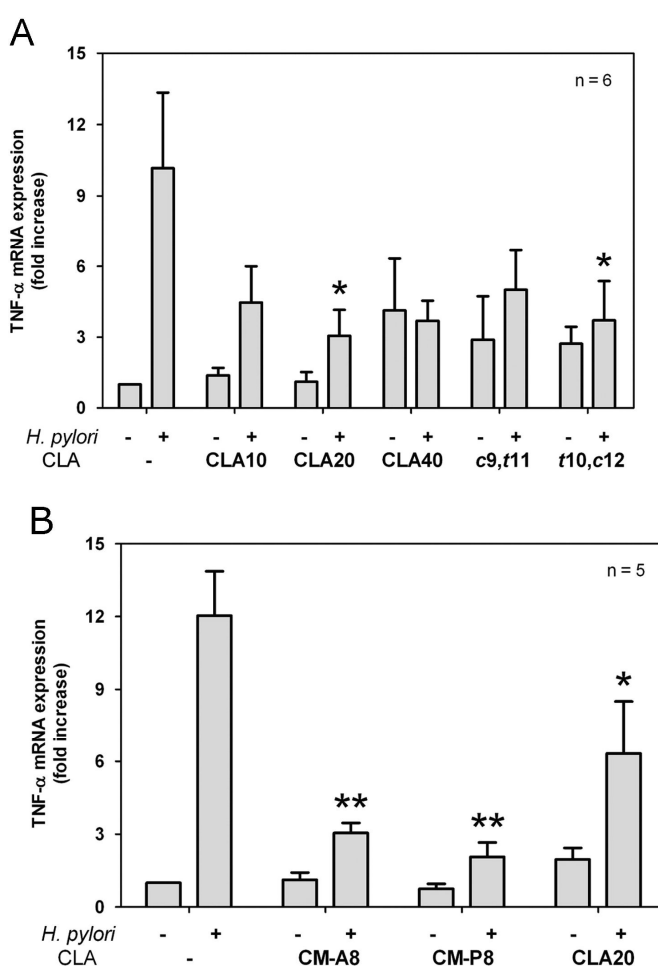 A
TNF-α mRNA expression
(fold increase)
15
12
9
6
3
0
n = 6
*
*
H. pylori - + - + - + - + - + - +
CLA - CLA10 CLA20 CLA40 c9,t11 t10,c12
B
TNF-α mRNA expression
(fold increase)
15
12
9
6
3
0
n = 5
**
**
*
H. pylori - + - + - + - +
CLA - CM-A8 CM-P8 CLA20